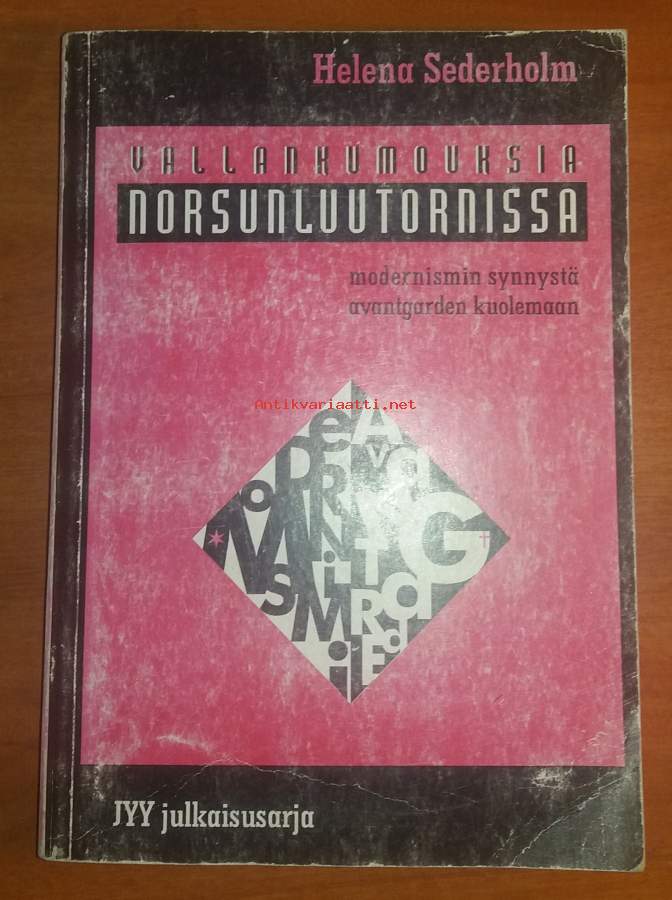 Helena Sederholm
VALLANKUMOUKSIA
NORSUNLUUTORNISSA
modernismin synnystä
avantgarden kuolemaan
Antikvariaatti.net
JYY julkaisusarja